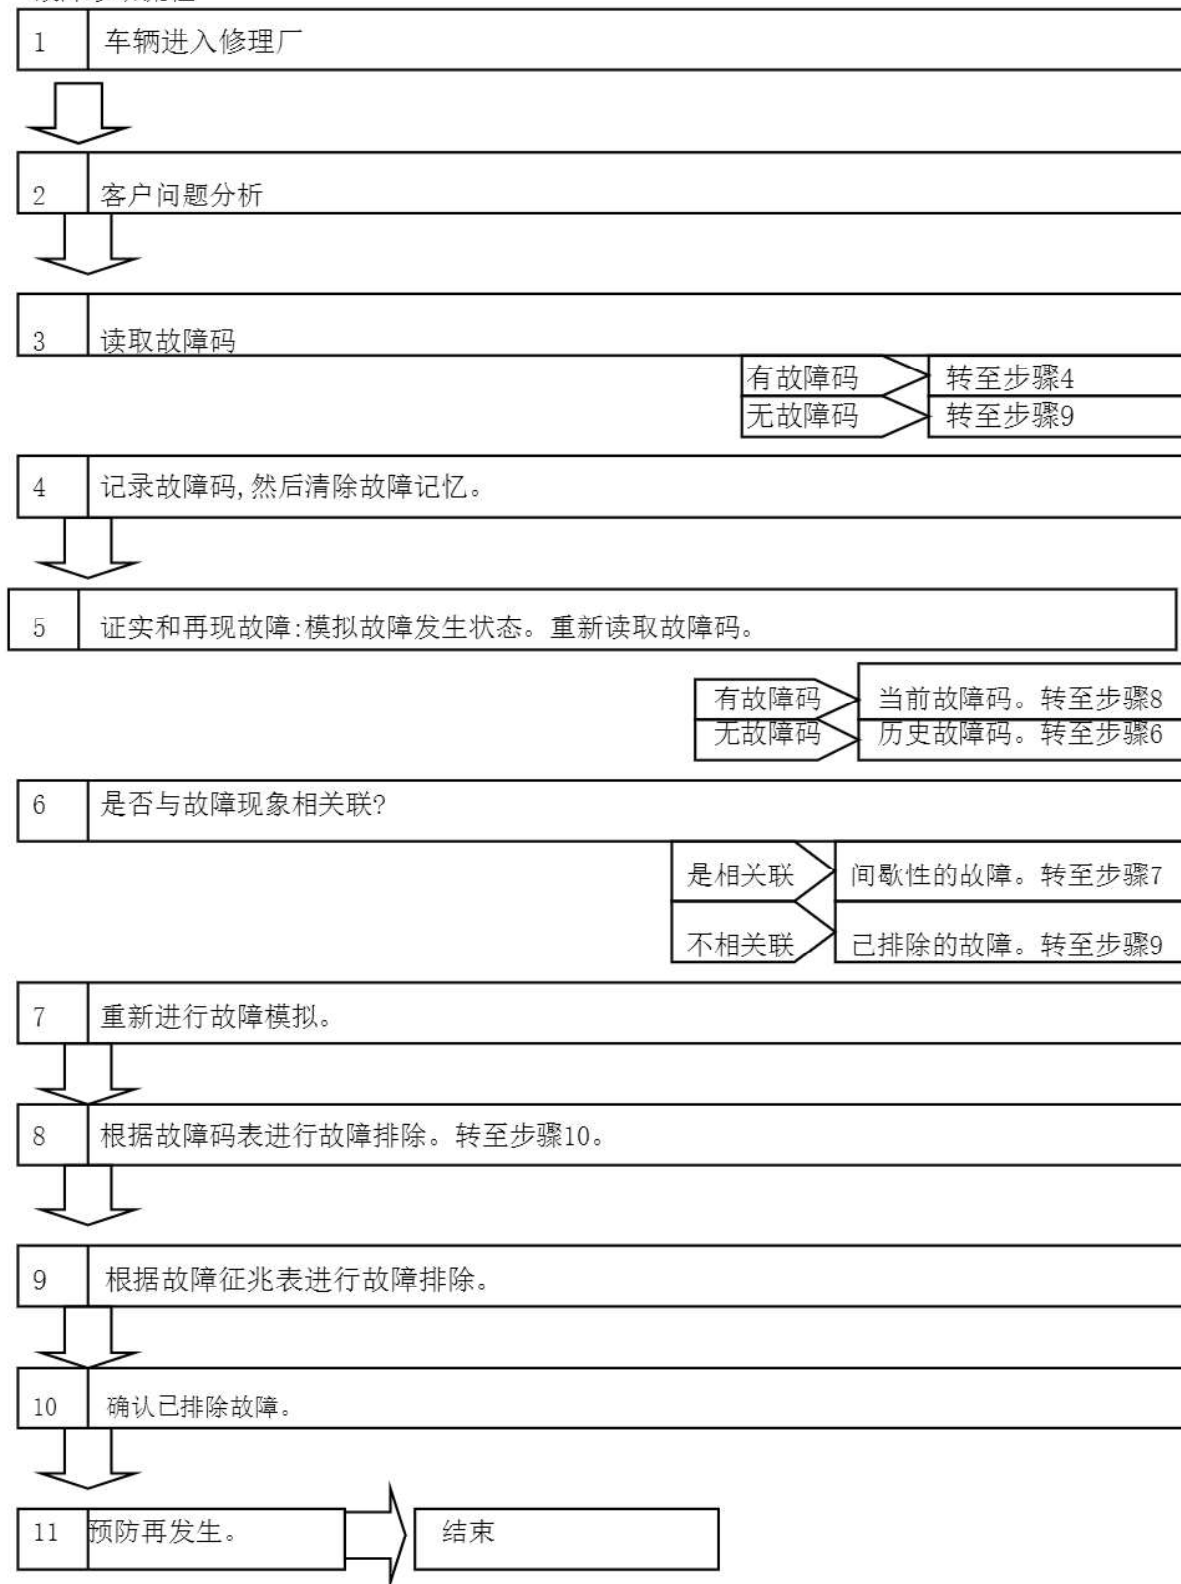 1 车辆进入修理厂
2 客户问题分析
3 读取故障码
有故障码 转至步骤4
无故障码 转至步骤9
4 记录故障码,然后清除故障记忆。
5 证实和再现故障:模拟故障发生状态。重新读取故障码。
有故障码 当前故障码。转至步骤8
无故障码 历史故障码。转至步骤6
6 是否与故障现象相关联?
是相关联 间歇性的故障。转至步骤7
不相关联 已排除的故障。转至步骤9
7 重新进行故障模拟。
8 根据故障码表进行故障排除。转至步骤10。
9 根据故障征兆表进行故障排除。
10 确认已排除故障。
11 预防再发生。 结束